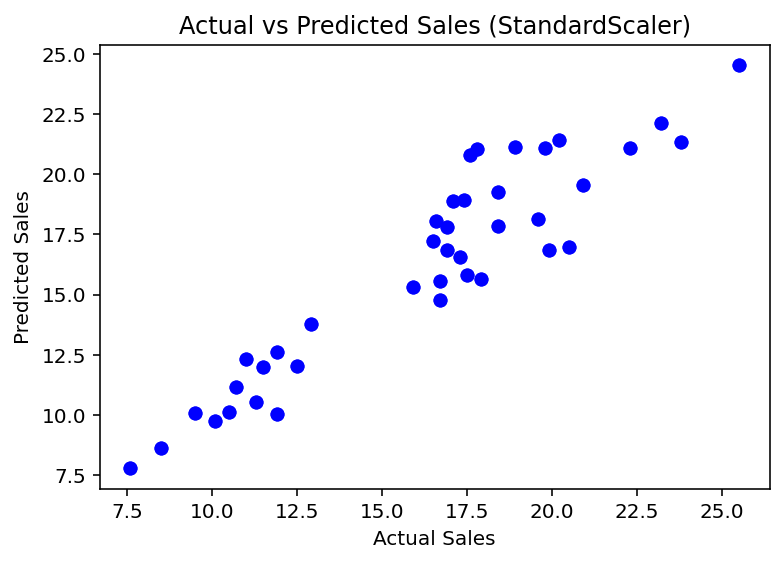 Actual vs Predicted Sales (StandardScaler)
25.0
22.5
20.0
17.5
15.0
12.5
10.0
7.5
Predicted Sales
7.5 10.0 12.5 15.0 17.5 20.0 22.5 25.0
Actual Sales